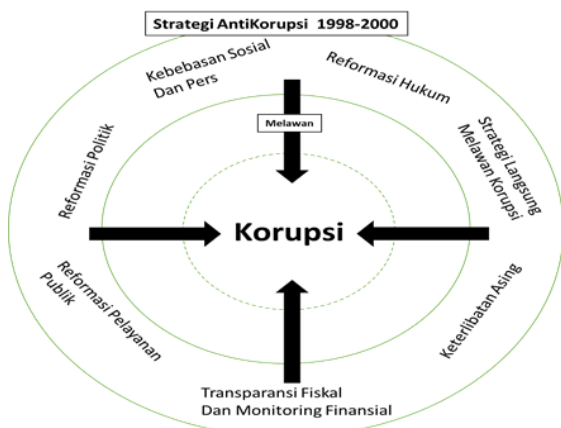 Strategi AntiKorupsi 1998-2000
Kebebasan Sosial
Dan Pers
Reformasi Hukum
Melawan
Strategi Langsung
Melawan Korupsi
Reformasi Politik
Korupsi
Reformasi Pelayanan
Publik
Keterlibatan Asing
Transparansi Fiskal
Dan Monitoring Finansial